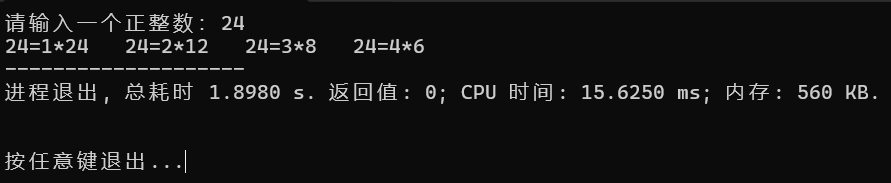 请输入一个正整数: 24
24=1*24   24=2*12   24=3*8   24=4*6
--------------------
进程退出, 总耗时 1.8980 s. 返回值: 0; CPU 时间: 15.6250 ms; 内存: 560 KB.
按任意键退出...